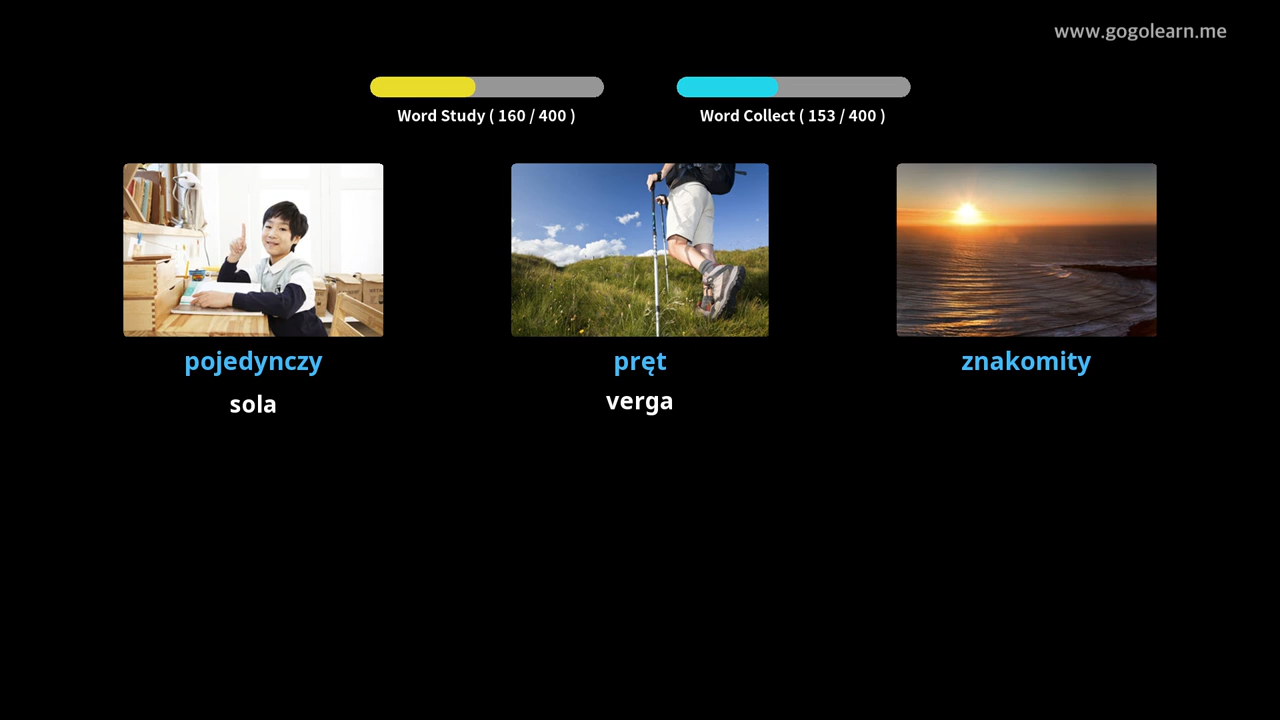 www.gogolearn.me
Word Study ( 160 / 400 )
Word Collect ( 153 / 400 )
pojedynczy
pręt
znakomity
sola
verga